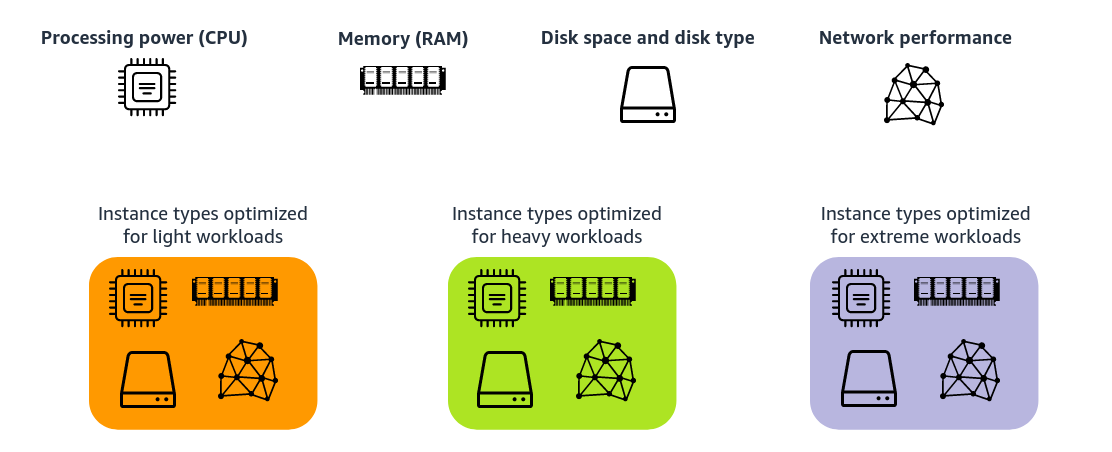 Processing power (CPU)
Memory (RAM)
Disk space and disk type
Network performance
Instance types optimized
for light workloads
Instance types optimized
for heavy workloads
Instance types optimized
for extreme workloads